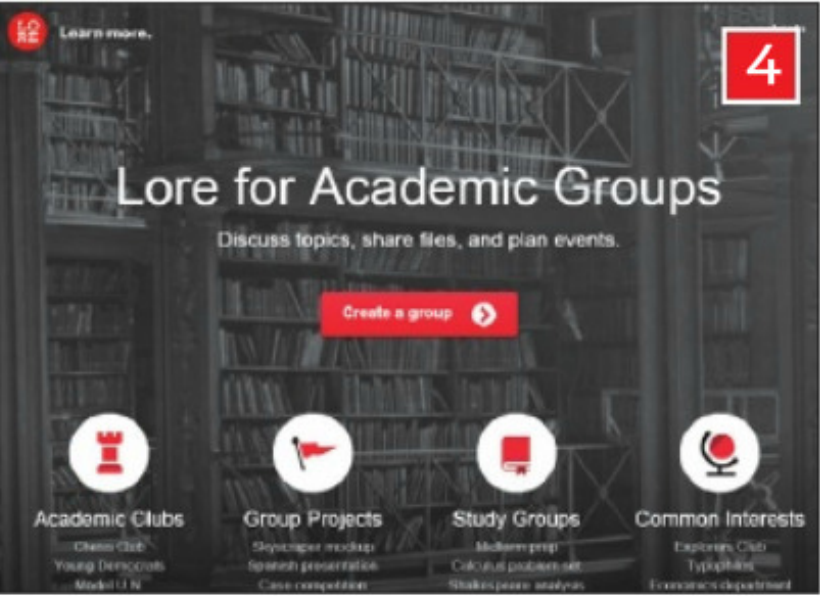 LO
RE
Learn more.
4
Lore for Academic Groups
Discuss topics, share files, and plan events.
Create a group
Academic Clubs
Group Projects
Study Groups
Common Interests
Chess Club
Skyscraper mockup
Midterm prep
Explorers Club
Young Democrats
Spanish presentation
Calculus problem set
Typophiles
Model U.N.
Case competition
Shakespeare analysis
Economics department